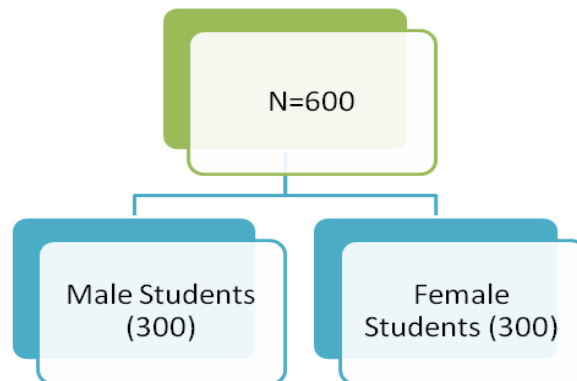 N=600
Male Students
(300)
Female
Students (300)